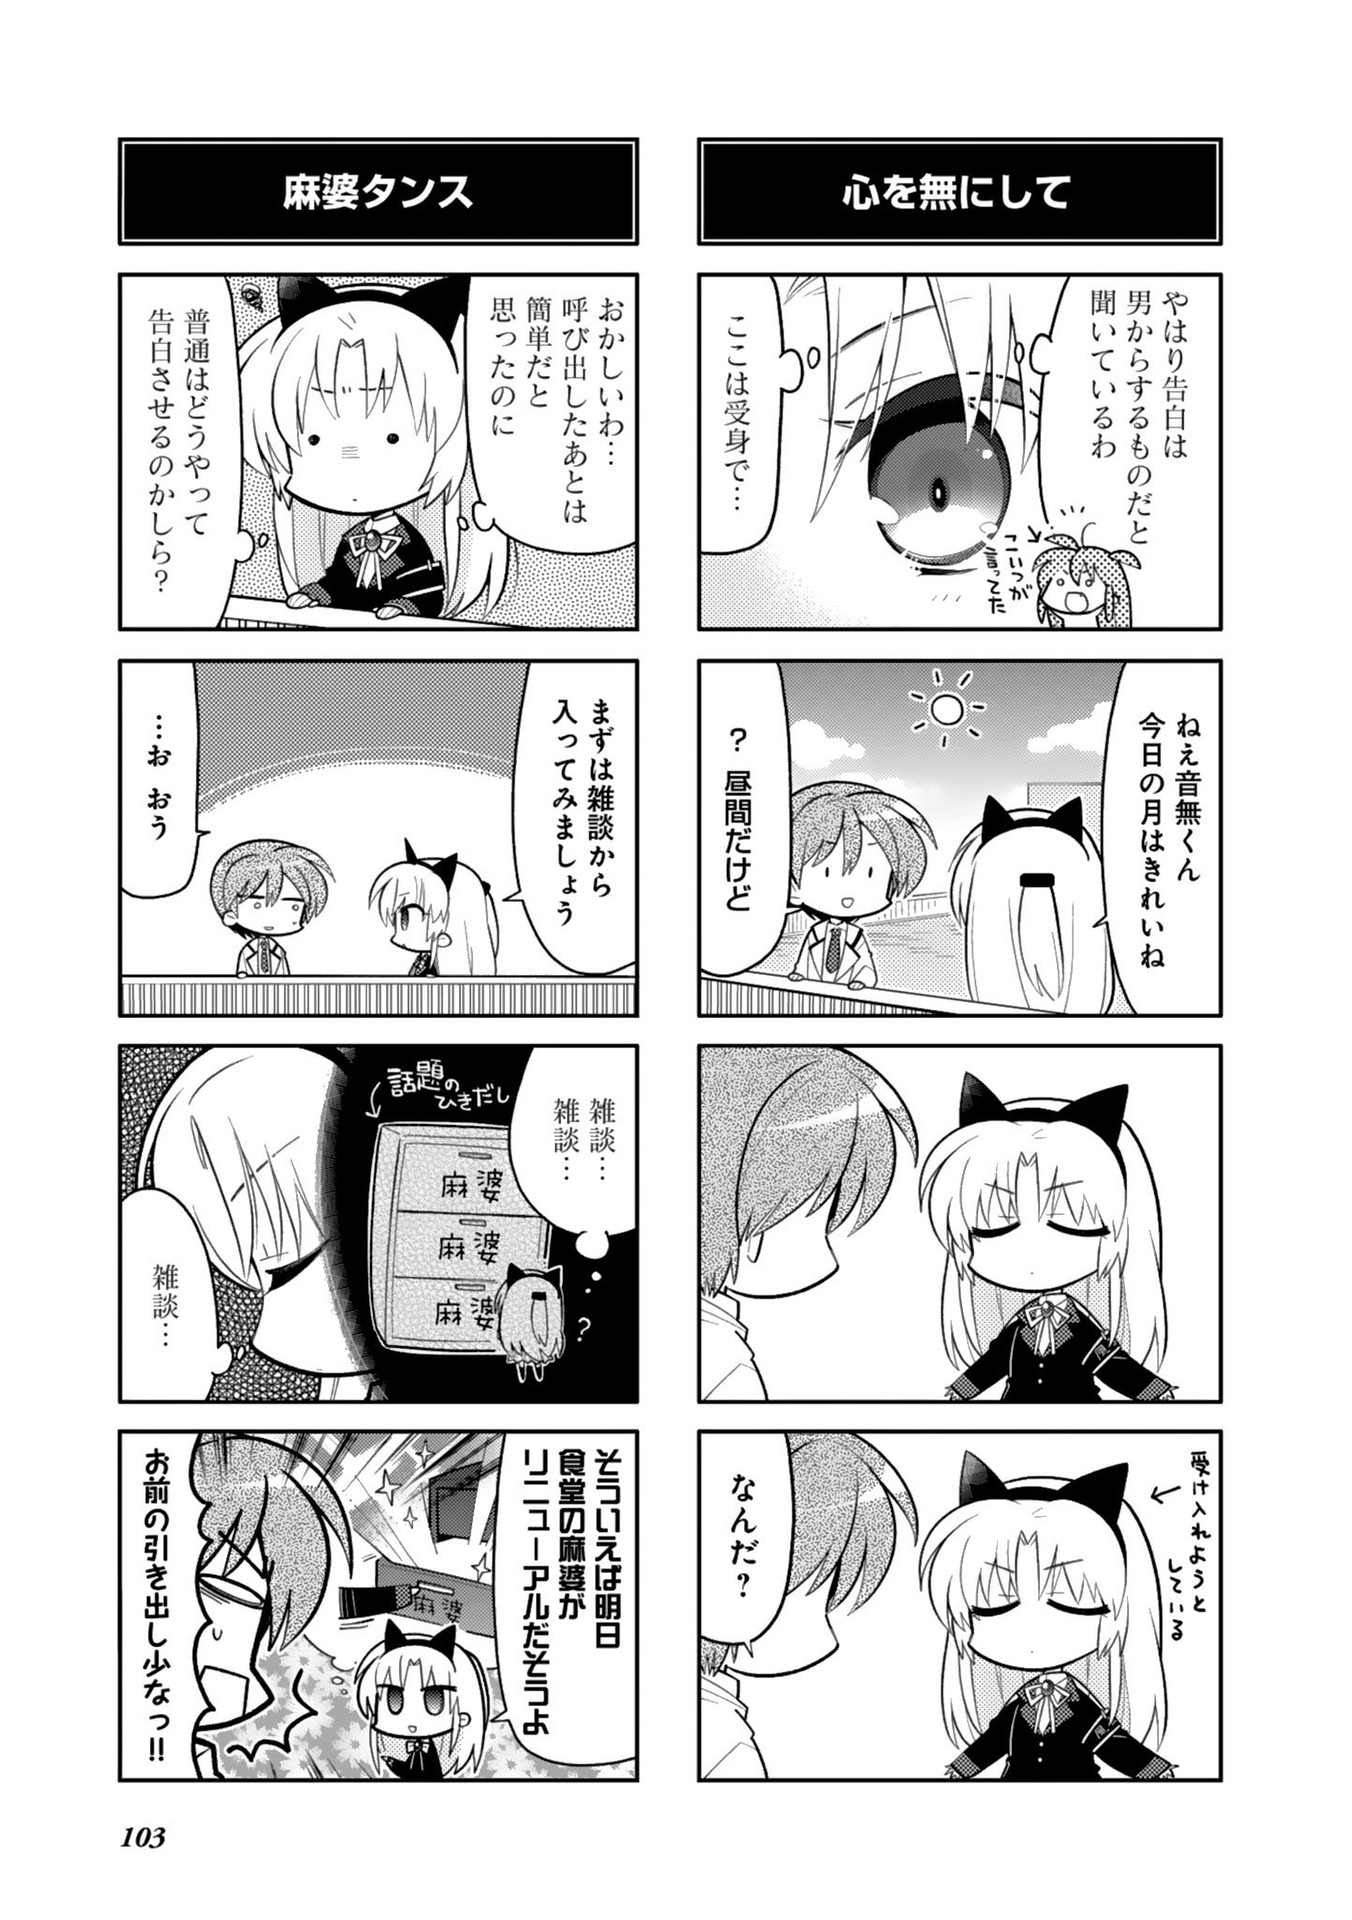 心を無にして
やはり告白は
男からするものだと
聞いているわ
こいつが
言ってた
ここは受身で…
ねえ音無くん
今日の月はきれいね
？ 昼間だけど
受け入れようと
している
なんだ？
麻婆タンス
おかしいわ…
呼び出したあとは
簡単だと
思ったのに
普通はどうやって
告白させるのかしら？
まずは雑談から
入ってみましょう
…お おう
雑談…
雑談…
話題の
ひきだし
麻婆
麻婆
麻婆
？
雑談…
そういえば明日
食堂の麻婆が
リニューアルだそうよ
麻婆
お前の引き出し少なっ!!
103